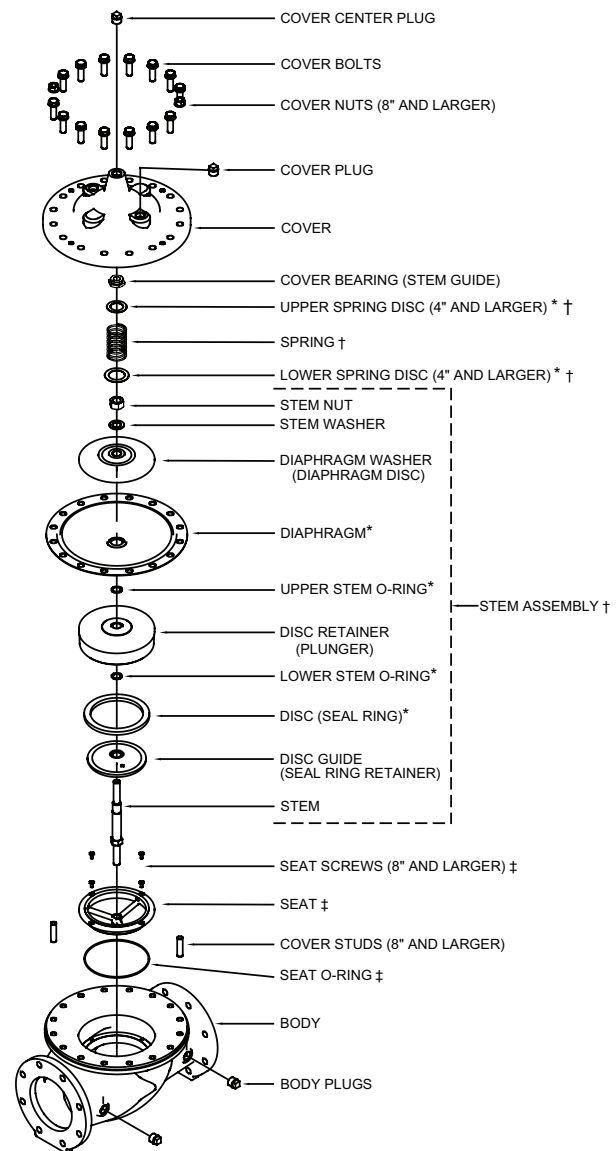 COVER CENTER PLUG
COVER BOLTS
COVER NUTS (8" AND LARGER)
COVER PLUG
COVER
COVER BEARING (STEM GUIDE)
UPPER SPRING DISC (4" AND LARGER) * †
SPRING †
LOWER SPRING DISC (4" AND LARGER) * †
STEM NUT
STEM WASHER
DIAPHRAGM WASHER
(DIAPHRAGM DISC)
DIAPHRAGM*
UPPER STEM O-RING*
STEM ASSEMBLY †
DISC RETAINER
(PLUNGER)
LOWER STEM O-RING*
DISC (SEAL RING)*
DISC GUIDE
(SEAL RING RETAINER)
STEM
SEAT SCREWS (8" AND LARGER) ‡
SEAT ‡
COVER STUDS (8" AND LARGER)
SEAT O-RING ‡
BODY
BODY PLUGS